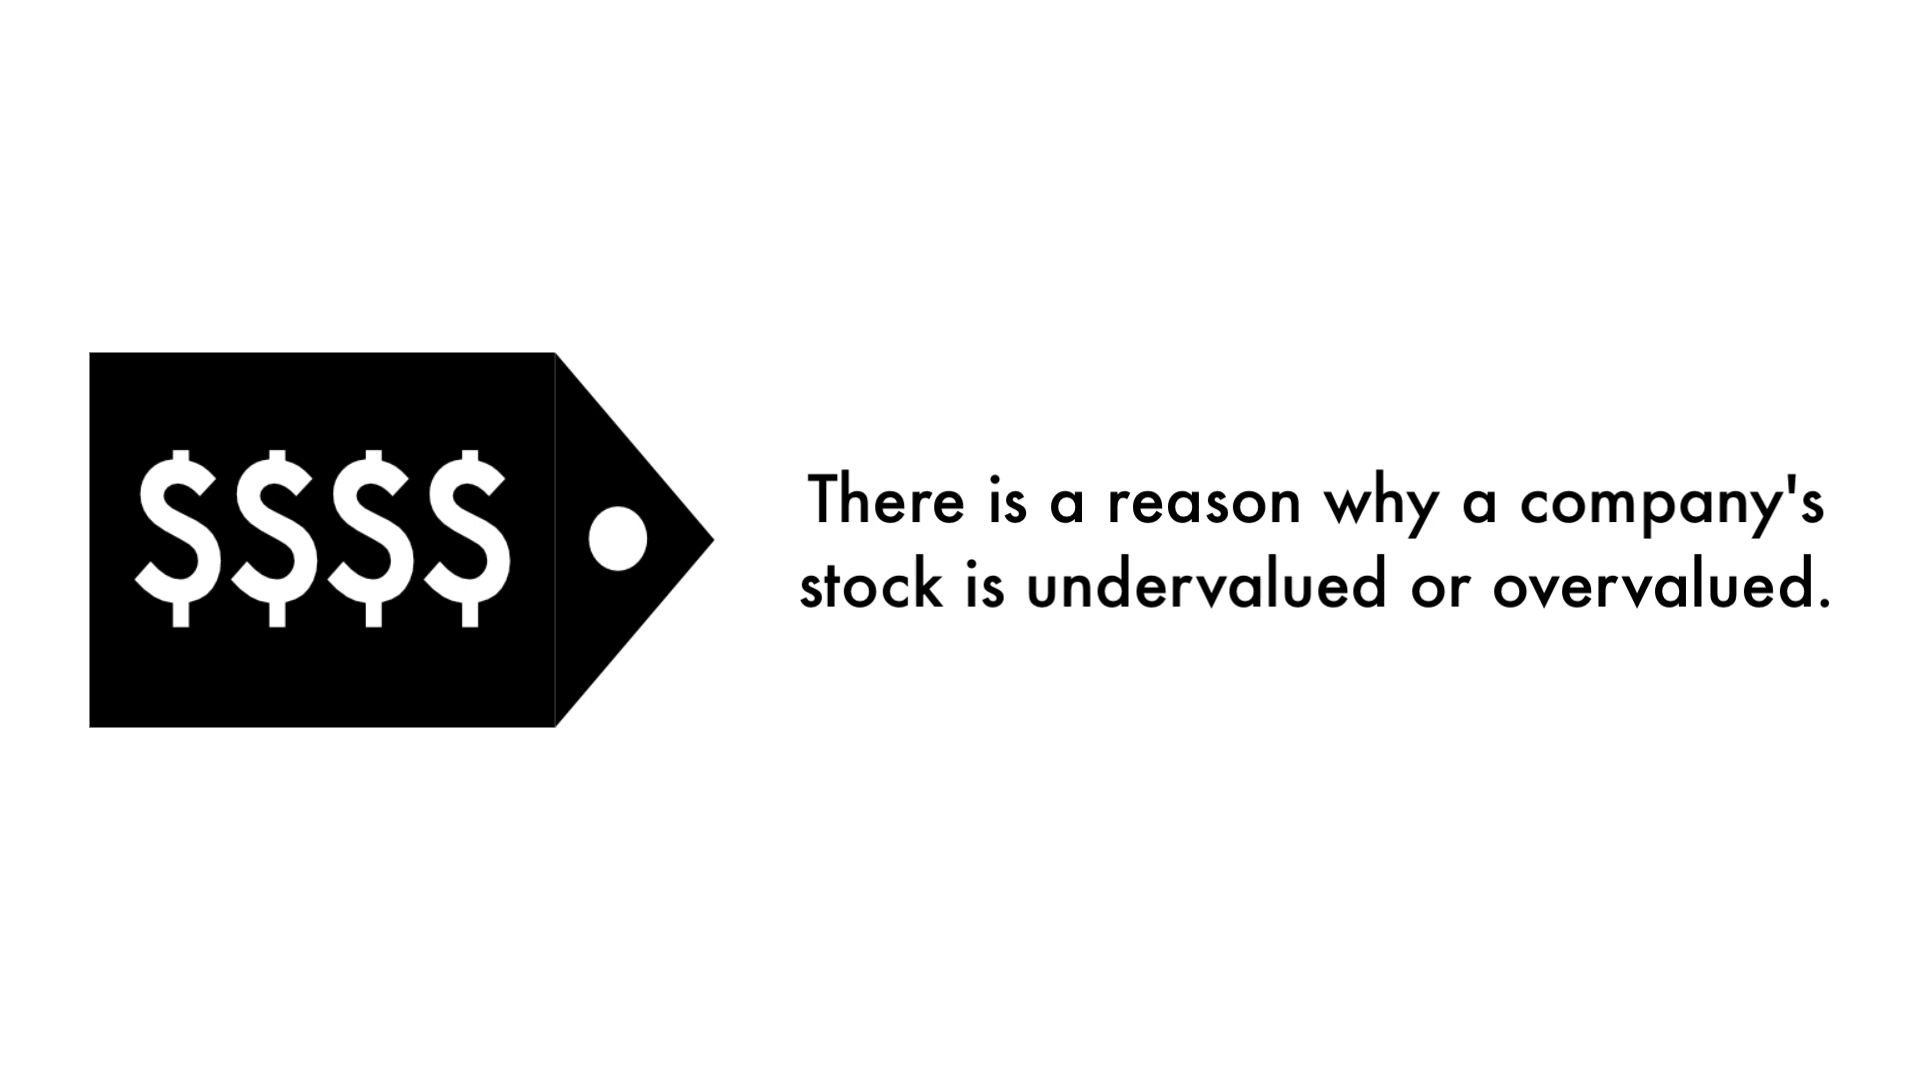 $$$$
There is a reason why a company's
stock is undervalued or overvalued.